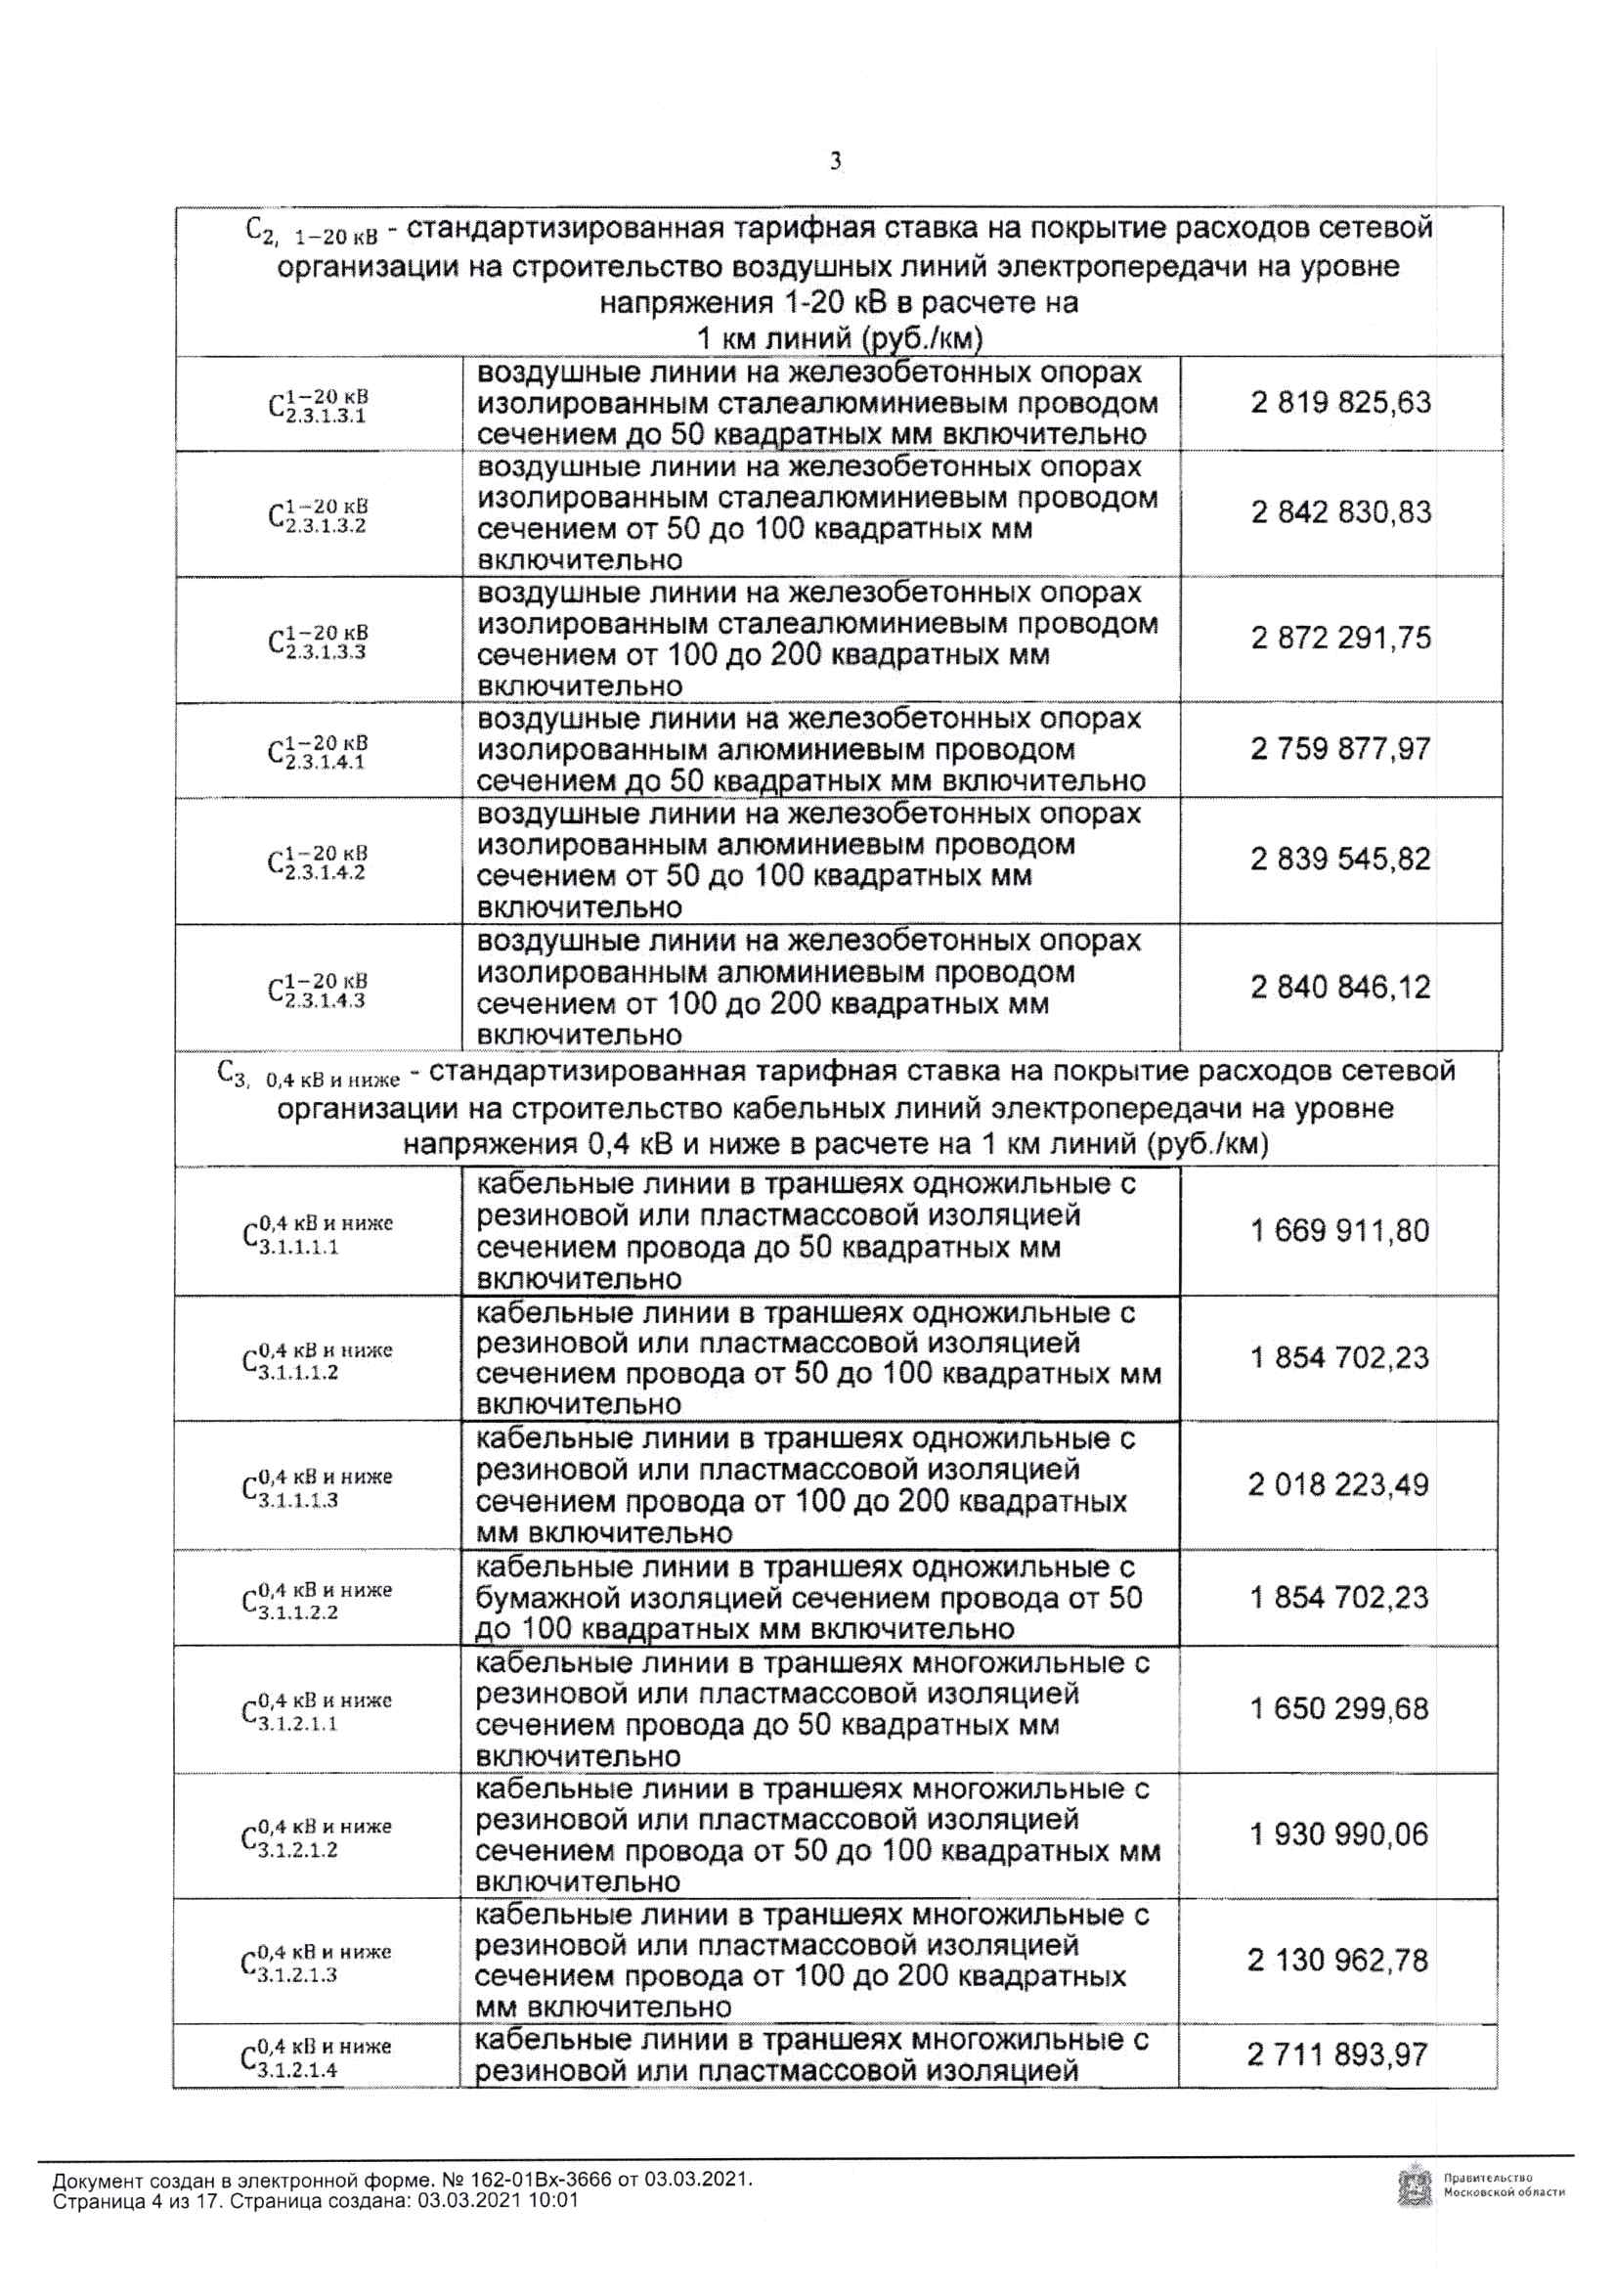 3
С2, 1–20 кВ - стандартизированная тарифная ставка на покрытие расходов сетевой
организации на строительство воздушных линий электропередачи на уровне
напряжения 1-20 кВ в расчете на
1 км линий (руб./км)
С 1–20 кВ 2.3.1.3.1
воздушные линии на железобетонных опорах
изолированным сталеалюминиевым проводом
сечением до 50 квадратных мм включительно
2 819 825,63
С 1–20 кВ 2.3.1.3.2
воздушные линии на железобетонных опорах
изолированным сталеалюминиевым проводом
сечением от 50 до 100 квадратных мм
включительно
2 842 830,83
С 1–20 кВ 2.3.1.3.3
воздушные линии на железобетонных опорах
изолированным сталеалюминиевым проводом
сечением от 100 до 200 квадратных мм
включительно
2 872 291,75
С 1–20 кВ 2.3.1.4.1
воздушные линии на железобетонных опорах
изолированным алюминиевым проводом
сечением до 50 квадратных мм включительно
2 759 877,97
С 1–20 кВ 2.3.1.4.2
воздушные линии на железобетонных опорах
изолированным алюминиевым проводом
сечением от 50 до 100 квадратных мм
включительно
2 839 545,82
С 1–20 кВ 2.3.1.4.3
воздушные линии на железобетонных опорах
изолированным алюминиевым проводом
сечением от 100 до 200 квадратных мм
включительно
2 840 846,12
С3, 0,4 кВ и ниже - стандартизированная тарифная ставка на покрытие расходов сетевой
организации на строительство кабельных линий электропередачи на уровне
напряжения 0,4 кВ и ниже в расчете на 1 км линий (руб./км)
С 0,4 кВ и ниже 3.1.1.1.1
кабельные линии в траншеях одножильные с
резиновой или пластмассовой изоляцией
сечением провода до 50 квадратных мм
включительно
1 669 911,80
С 0,4 кВ и ниже 3.1.1.1.2
кабельные линии в траншеях одножильные с
резиновой или пластмассовой изоляцией
сечением провода от 50 до 100 квадратных мм
включительно
1 854 702,23
С 0,4 кВ и ниже 3.1.1.1.3
кабельные линии в траншеях одножильные с
резиновой или пластмассовой изоляцией
сечением провода от 100 до 200 квадратных
мм включительно
2 018 223,49
С 0,4 кВ и ниже 3.1.1.2.2
кабельные линии в траншеях одножильные с
бумажной изоляцией сечением провода от 50
до 100 квадратных мм включительно
1 854 702,23
С 0,4 кВ и ниже 3.1.2.1.1
кабельные линии в траншеях многожильные с
резиновой или пластмассовой изоляцией
сечением провода до 50 квадратных мм
включительно
1 650 299,68
С 0,4 кВ и ниже 3.1.2.1.2
кабельные линии в траншеях многожильные с
резиновой или пластмассовой изоляцией
сечением провода от 50 до 100 квадратных мм
включительно
1 930 990,06
С 0,4 кВ и ниже 3.1.2.1.3
кабельные линии в траншеях многожильные с
резиновой или пластмассовой изоляцией
сечением провода от 100 до 200 квадратных
мм включительно
2 130 962,78
С 0,4 кВ и ниже 3.1.2.1.4
кабельные линии в траншеях многожильные с
резиновой или пластмассовой изоляцией
2 711 893,97
Документ создан в электронной форме. № 162-01Вх-3666 от 03.03.2021.
Страница 4 из 17. Страница создана: 03.03.2021 10:01
Правительство
Московской области